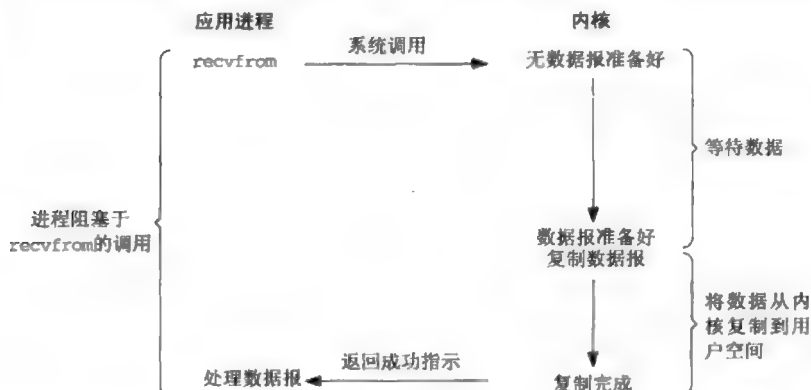 应用进程
内核
系统调用
recvfrom
无数据报准备好
等待数据
进程阻塞于
recvfrom的调用
数据报准备好
复制数据报
将数据从内
核复制到用
户空间
返回成功指示
处理数据报
复制完成